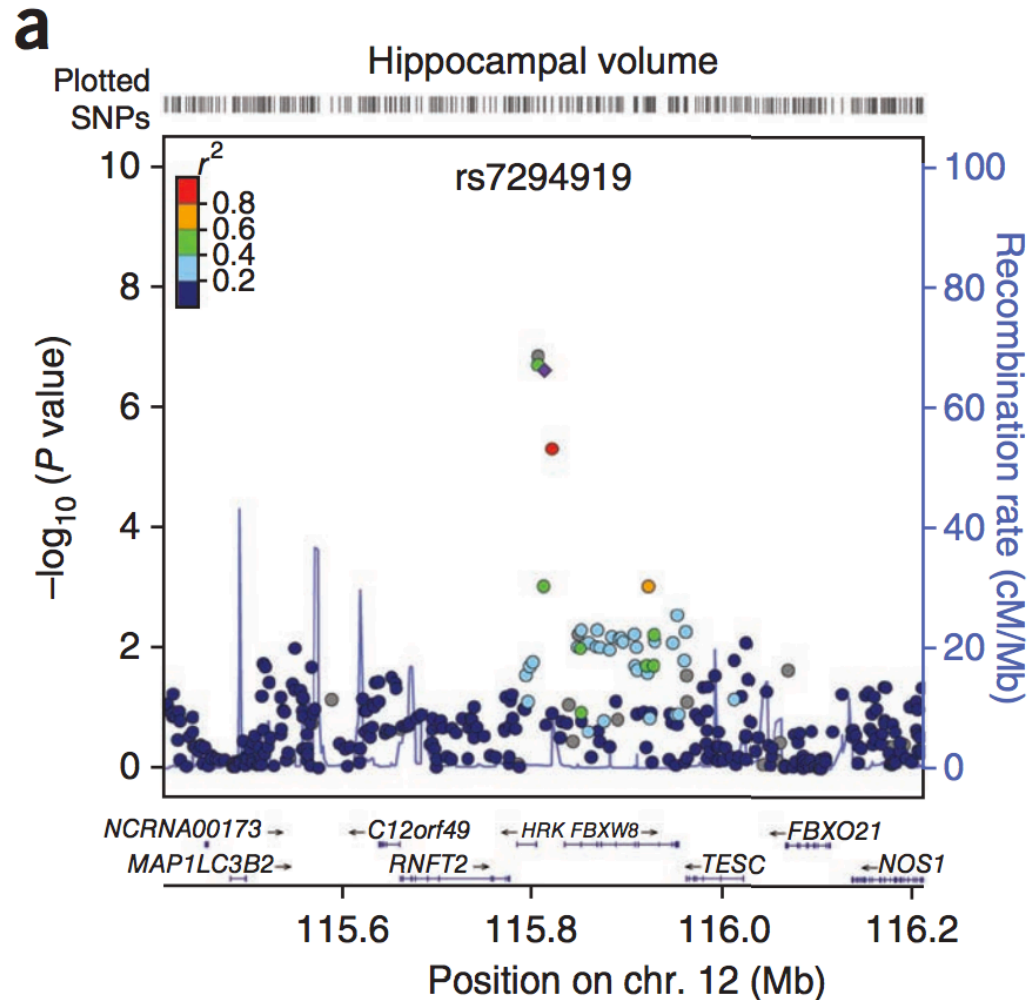 a
Hippocampal volume
Plotted
SNPs
rs7294919
r²
0.8
0.6
0.4
0.2
10
8
6
4
2
0
–log₁₀ (P value)
100
80
60
40
20
0
Recombination rate (cM/Mb)
NCRNA00173→ ←C12orf49 ←HRK FBXW8→ ←FBXO21
MAP1LC3B2→ RNFT2→ ←TESC ←NOS1
115.6 115.8 116.0 116.2
Position on chr. 12 (Mb)